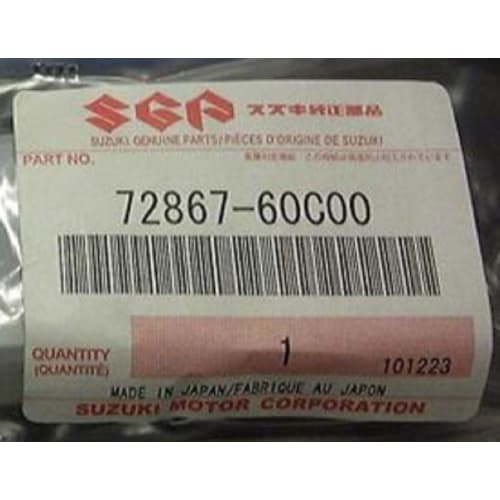 SGP スズキ純正部品
SUZUKI GENUINE PARTS/PIÈCES D'ORIGINE DE SUZUKI
PART NO.
72867-60C00
QUANTITY
(QUANTITÉ)
1
101223
MADE IN JAPAN/FABRIQUE AU JAPON
SUZUKI MOTOR CORPORATION